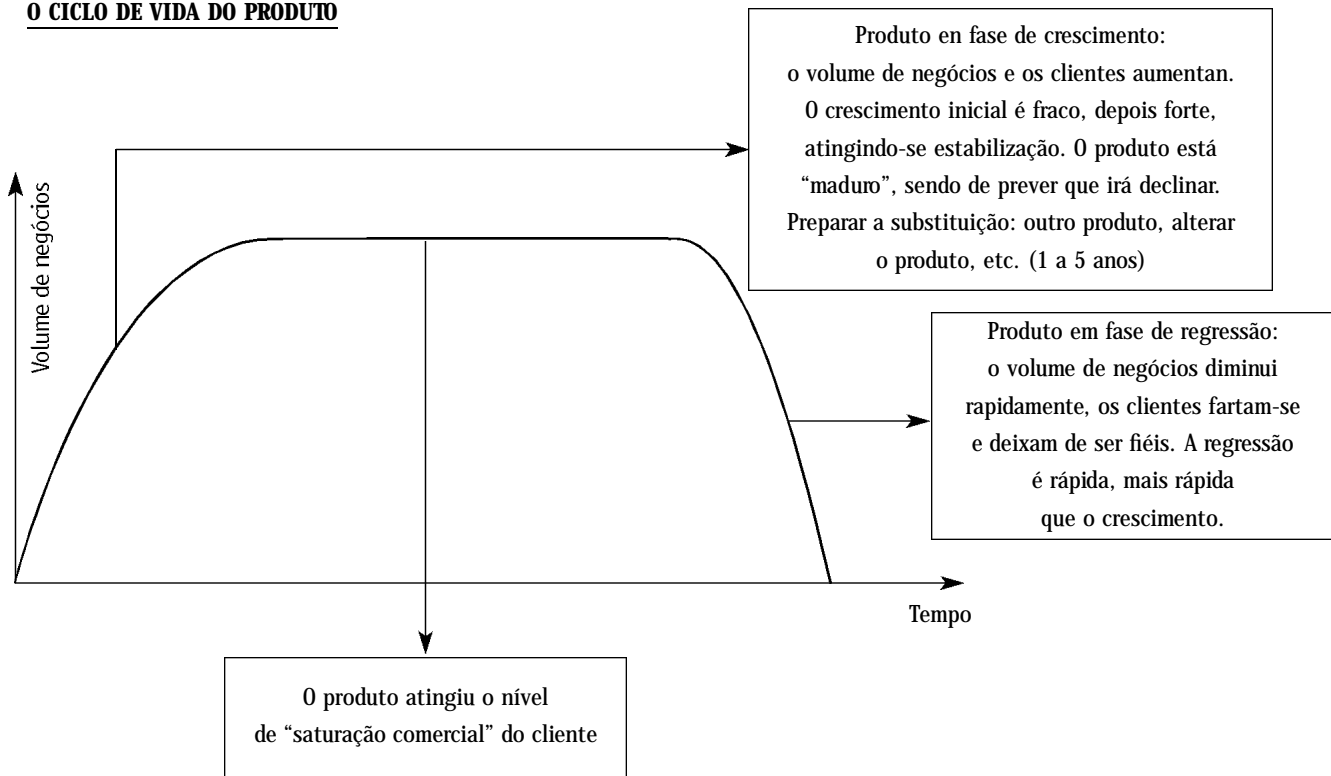 O CICLO DE VIDA DO PRODUTO
Produto en fase de crescimento:
o volume de negócios e os clientes aumentan.
O crescimento inicial é fraco, depois forte,
atingindo-se estabilização. O produto está
“maduro”, sendo de prever que irá declinar.
Preparar a substituição: outro produto, alterar
o produto, etc. (1 a 5 anos)
Volume de negócios
Produto em fase de regressão:
o volume de negócios diminui
rapidamente, os clientes fartam-se
e deixam de ser fiéis. A regressão
é rápida, mais rápida
que o crescimento.
Tempo
O produto atingiu o nível
de “saturação comercial” do cliente